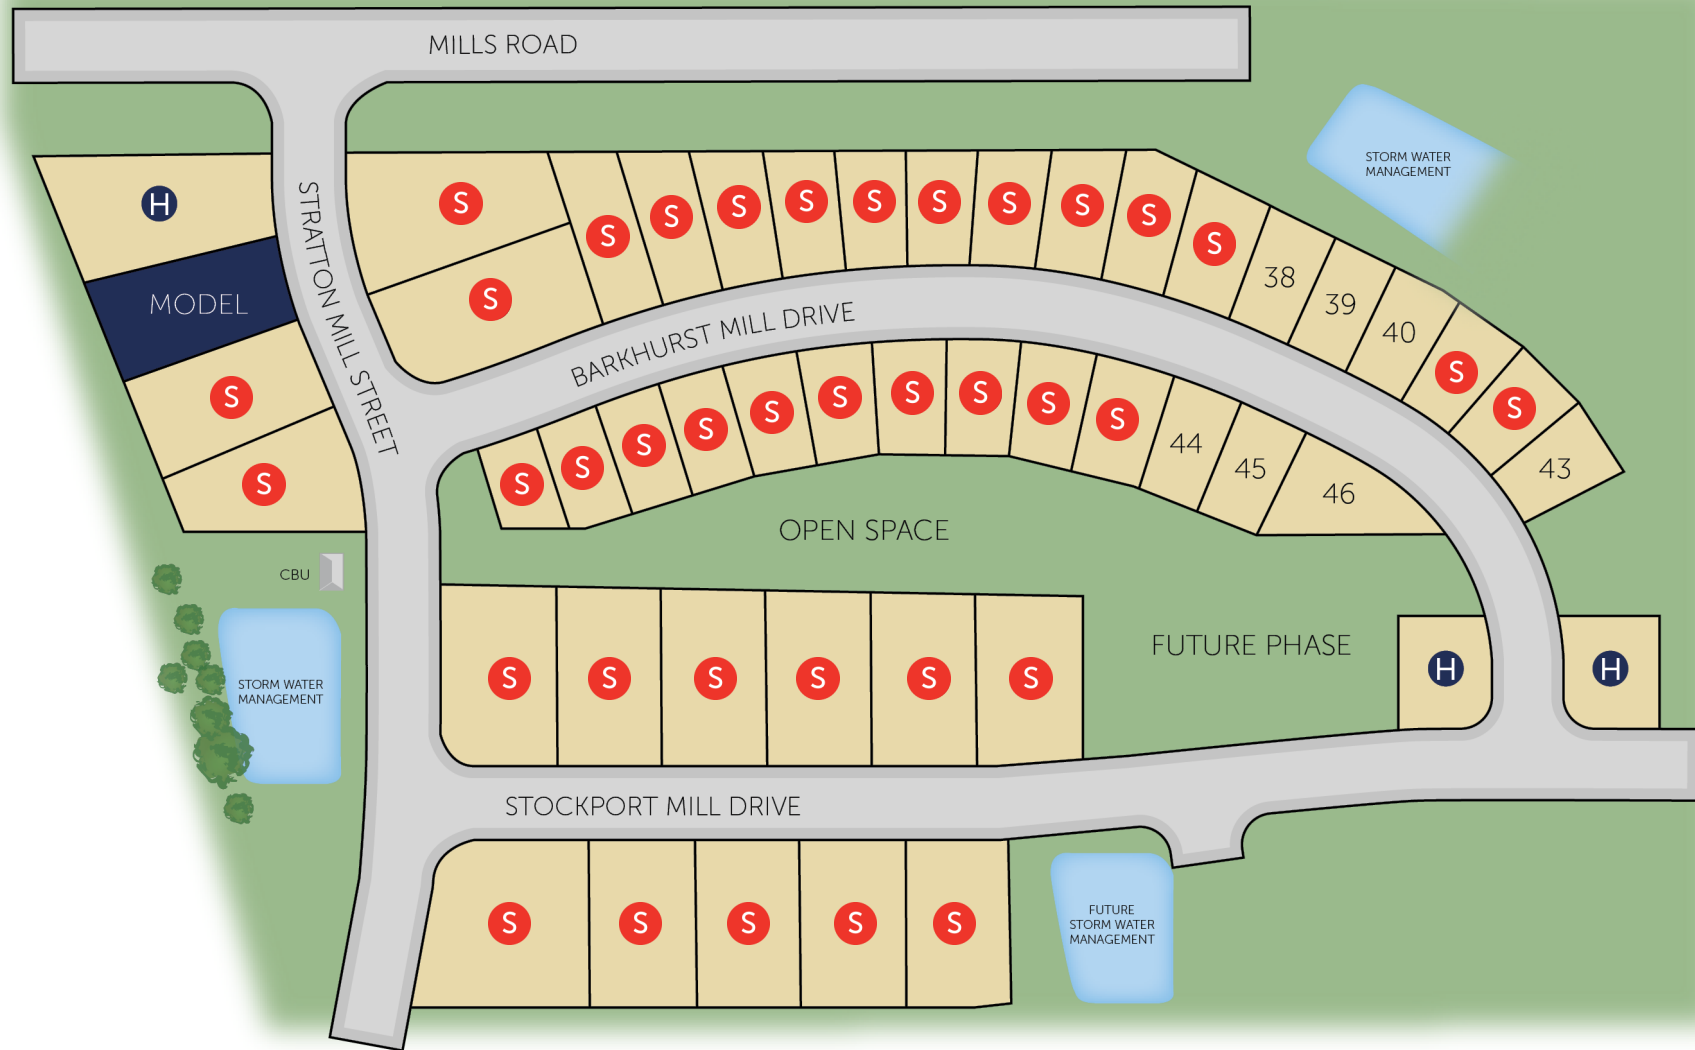 MILLS ROAD
STORM WATER
MANAGEMENT
H
STRATTON MILL STREET
MODEL
S
S
S
S
S
S
S
S
S
S
S
S
S
S
38
39
40
S
S
43
BARKHURST MILL DRIVE
S
S
S
S
S
S
S
S
S
S
44
45
46
OPEN SPACE
CBU
STORM WATER
MANAGEMENT
S
S
S
S
S
S
FUTURE PHASE
H
H
STOCKPORT MILL DRIVE
S
S
S
S
S
FUTURE
STORM WATER
MANAGEMENT